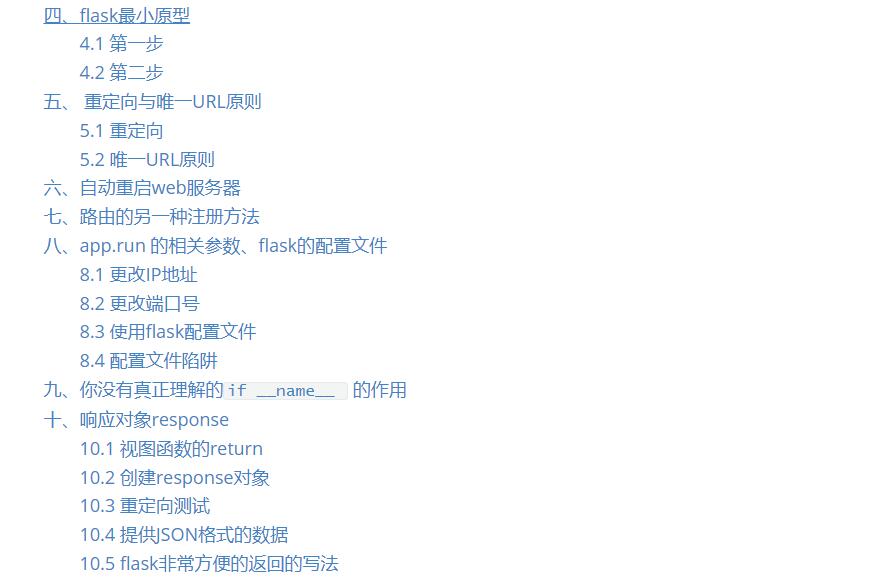 四、flask最小原型
4.1 第一步
4.2 第二步
五、 重定向与唯一URL原则
5.1 重定向
5.2 唯一URL原则
六、自动重启web服务器
七、路由的另一种注册方法
八、app.run 的相关参数、flask的配置文件
8.1 更改IP地址
8.2 更改端口号
8.3 使用flask配置文件
8.4 配置文件陷阱
九、你没有真正理解的 if __name__ 的作用
十、响应对象response
10.1 视图函数的return
10.2 创建response对象
10.3 重定向测试
10.4 提供JSON格式的数据
10.5 flask非常方便的返回的写法